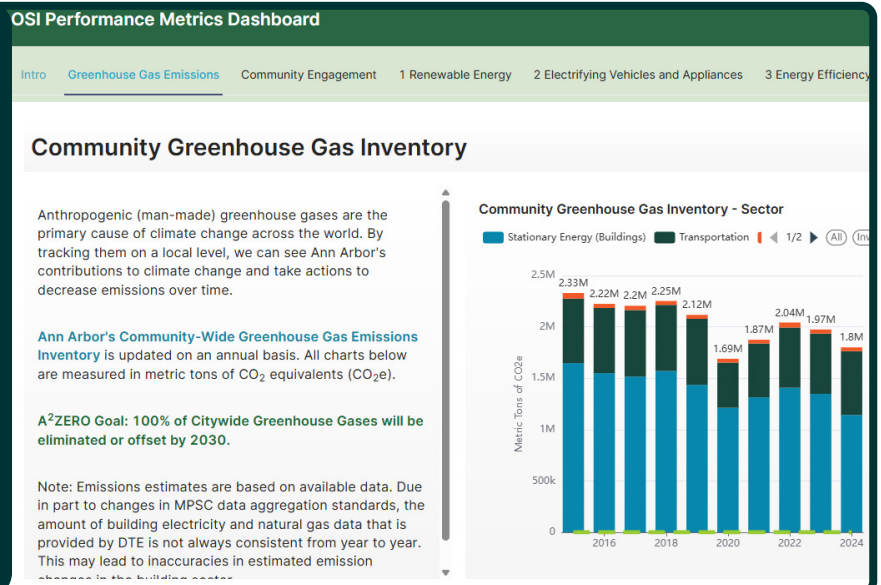 OSI Performance Metrics Dashboard
Intro Greenhouse Gas Emissions Community Engagement 1 Renewable Energy 2 Electrifying Vehicles and Appliances 3 Energy Efficiency
Community Greenhouse Gas Inventory
Anthropogenic (man-made) greenhouse gases are the
primary cause of climate change across the world. By
tracking them on a local level, we can see Ann Arbor's
contributions to climate change and take actions to
decrease emissions over time.
Ann Arbor's Community-Wide Greenhouse Gas Emissions
Inventory is updated on an annual basis. All charts below
are measured in metric tons of CO₂ equivalents (CO₂e).
A²ZERO Goal: 100% of Citywide Greenhouse Gases will be
eliminated or offset by 2030.
Note: Emissions estimates are based on available data. Due
in part to changes in MPSC data aggregation standards, the
amount of building electricity and natural gas data that is
provided by DTE is not always consistent from year to year.
This may lead to inaccuracies in estimated emission
changes in the building sector
Community Greenhouse Gas Inventory - Sector
Stationary Energy (Buildings) Transportation 1/2 All Inv
2.5M
2.33M 2.22M 2.2M 2.25M 2.12M 1.69M 1.87M 2.04M 1.97M 1.8M
2M
1.5M
1M
500k
0
Metric Tons of CO2e
2016 2018 2020 2022 2024